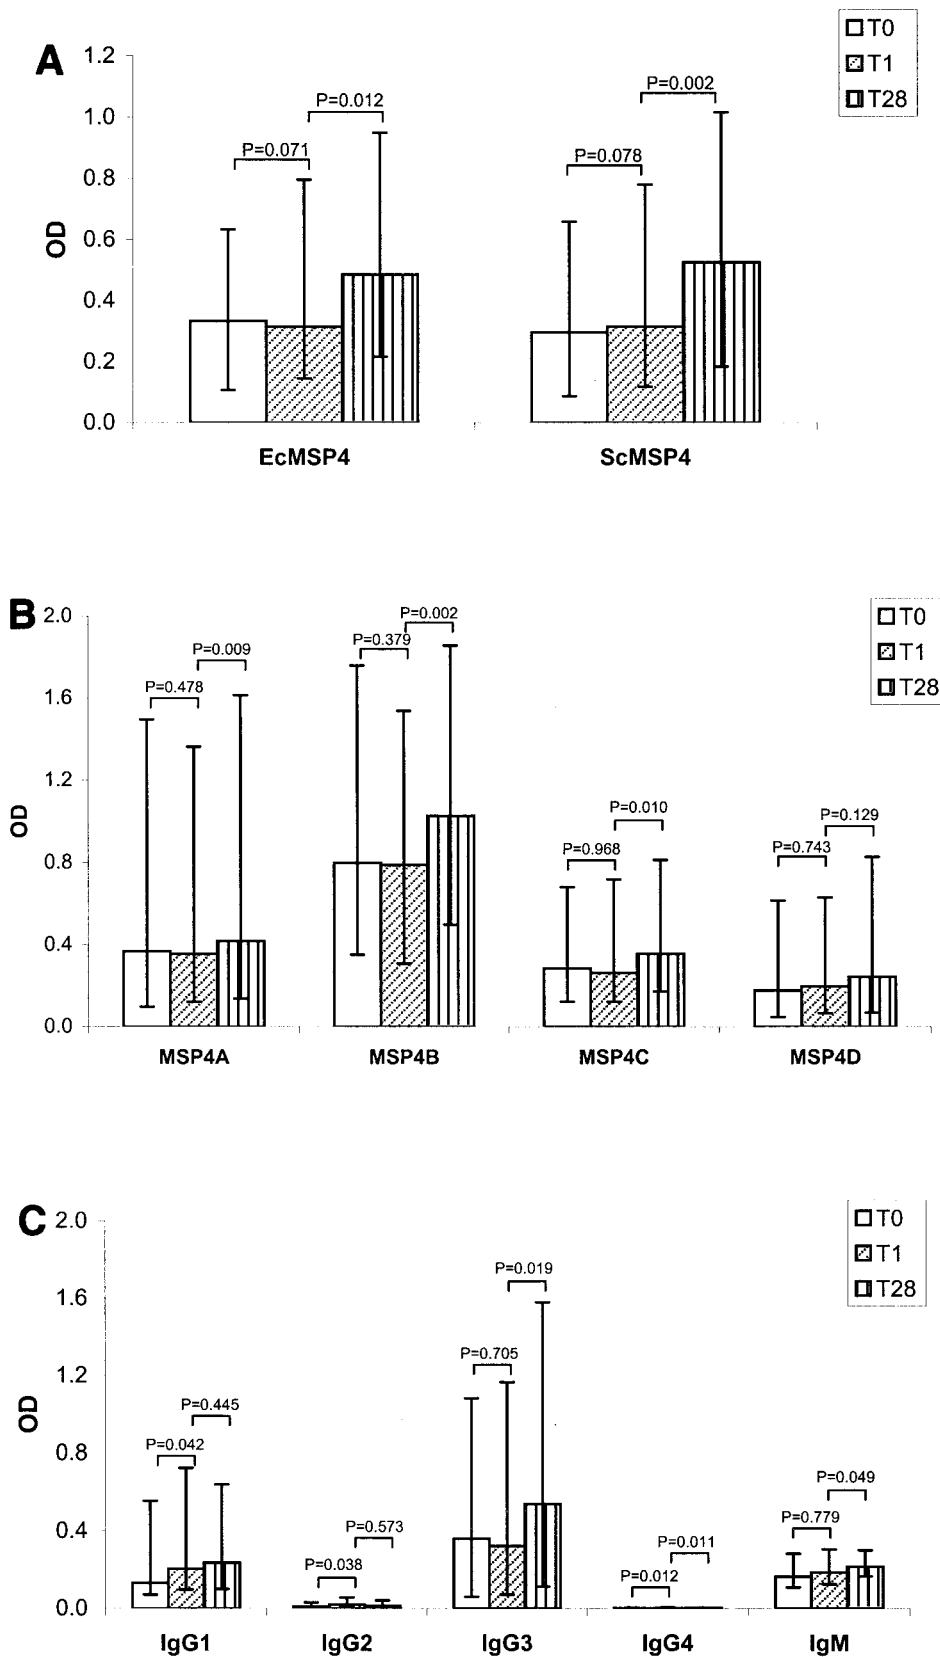 A
T0
T1
T28
1.2
1.0
0.8
0.6
0.4
0.2
0.0
OD
P=0.071
P=0.012
P=0.078
P=0.002
EcMSP4
ScMSP4
B
T0
T1
T28
2.0
1.6
1.2
0.8
0.4
0.0
OD
P=0.478
P=0.009
P=0.379
P=0.002
P=0.968
P=0.010
P=0.743
P=0.129
MSP4A
MSP4B
MSP4C
MSP4D
C
T0
T1
T28
2.0
1.6
1.2
0.8
0.4
0.0
OD
P=0.042
P=0.445
P=0.038
P=0.573
P=0.705
P=0.019
P=0.012
P=0.011
P=0.779
P=0.049
IgG1
IgG2
IgG3
IgG4
IgM